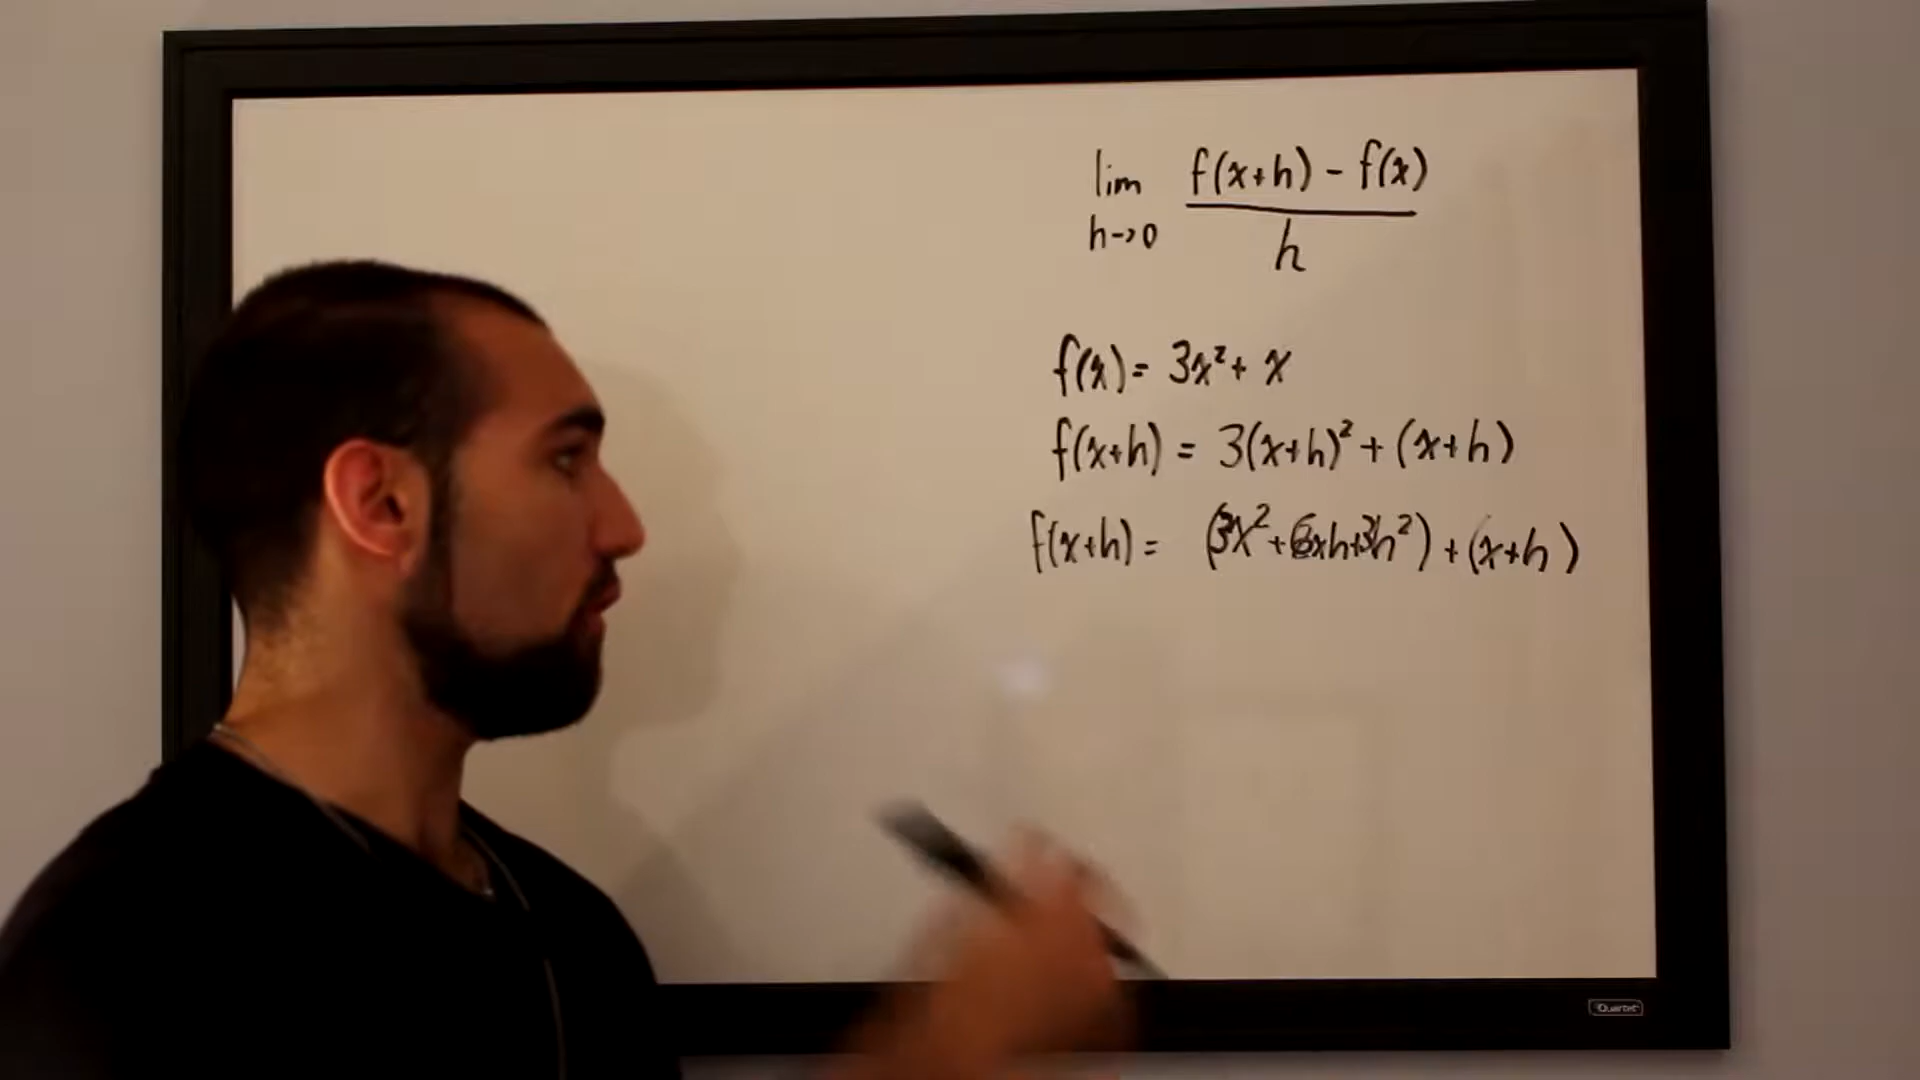 lim f(x+h) - f(x)
h→0 h
f(x) = 3x² + x
f(x+h) = 3(x+h)² + (x+h)
f(x+h) = (3x² + 6xh + 3h²) + (x+h)
Quartet